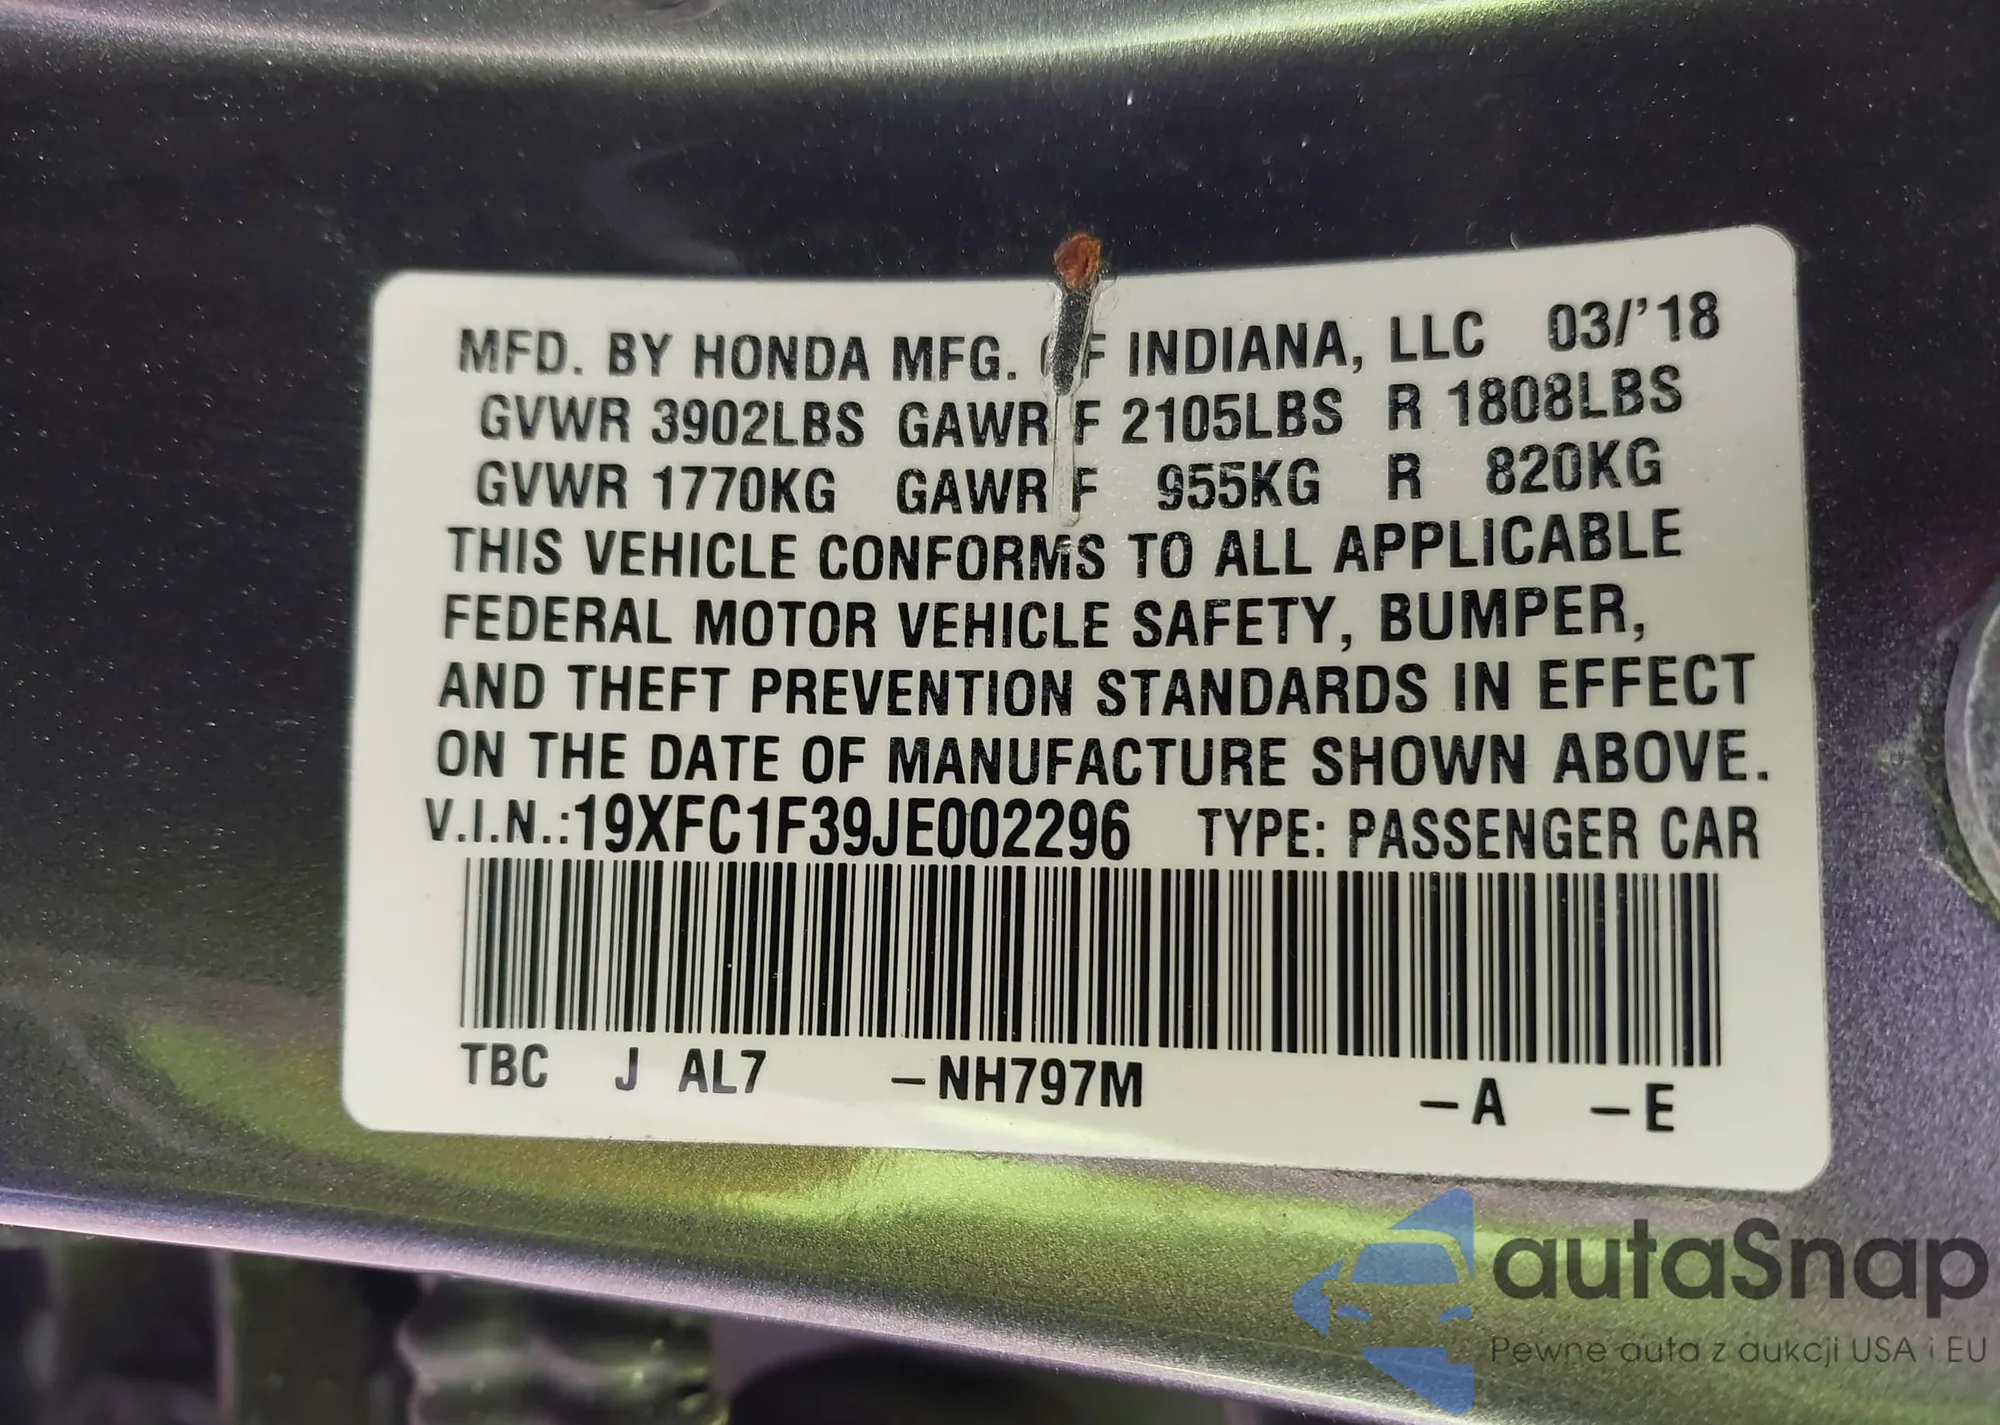 MFD. BY HONDA MFG. OF INDIANA, LLC 03/'18
GVWR 3902LBS GAWR F 2105LBS R 1808LBS
GVWR 1770KG GAWR F 955KG R 820KG
THIS VEHICLE CONFORMS TO ALL APPLICABLE
FEDERAL MOTOR VEHICLE SAFETY, BUMPER,
AND THEFT PREVENTION STANDARDS IN EFFECT
ON THE DATE OF MANUFACTURE SHOWN ABOVE.
V.I.N.:19XFC1F39JE002296 TYPE: PASSENGER CAR
TBC J AL7 –NH797M –A –E
autaSnap
Pewne auta z aukcji USA i EU